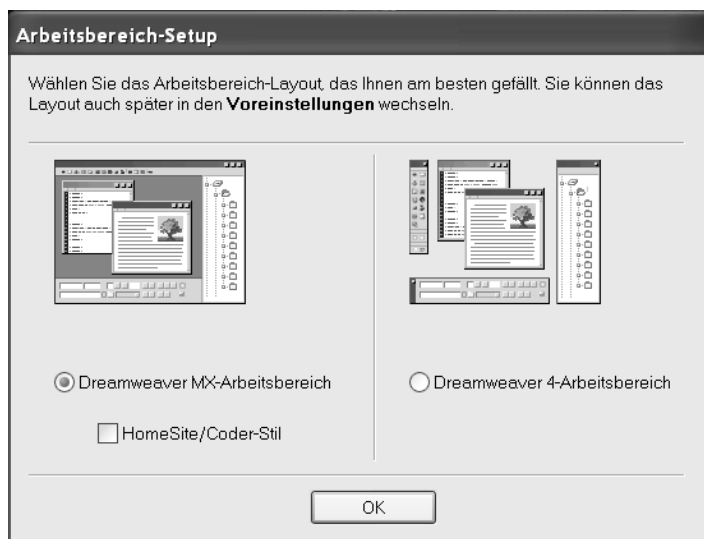 Arbeitsbereich-Setup
Wählen Sie das Arbeitsbereich-Layout, das Ihnen am besten gefällt. Sie können das
Layout auch später in den Voreinstellungen wechseln.
Dreamweaver MX-Arbeitsbereich
Dreamweaver 4-Arbeitsbereich
HomeSite/Coder-Stil
OK